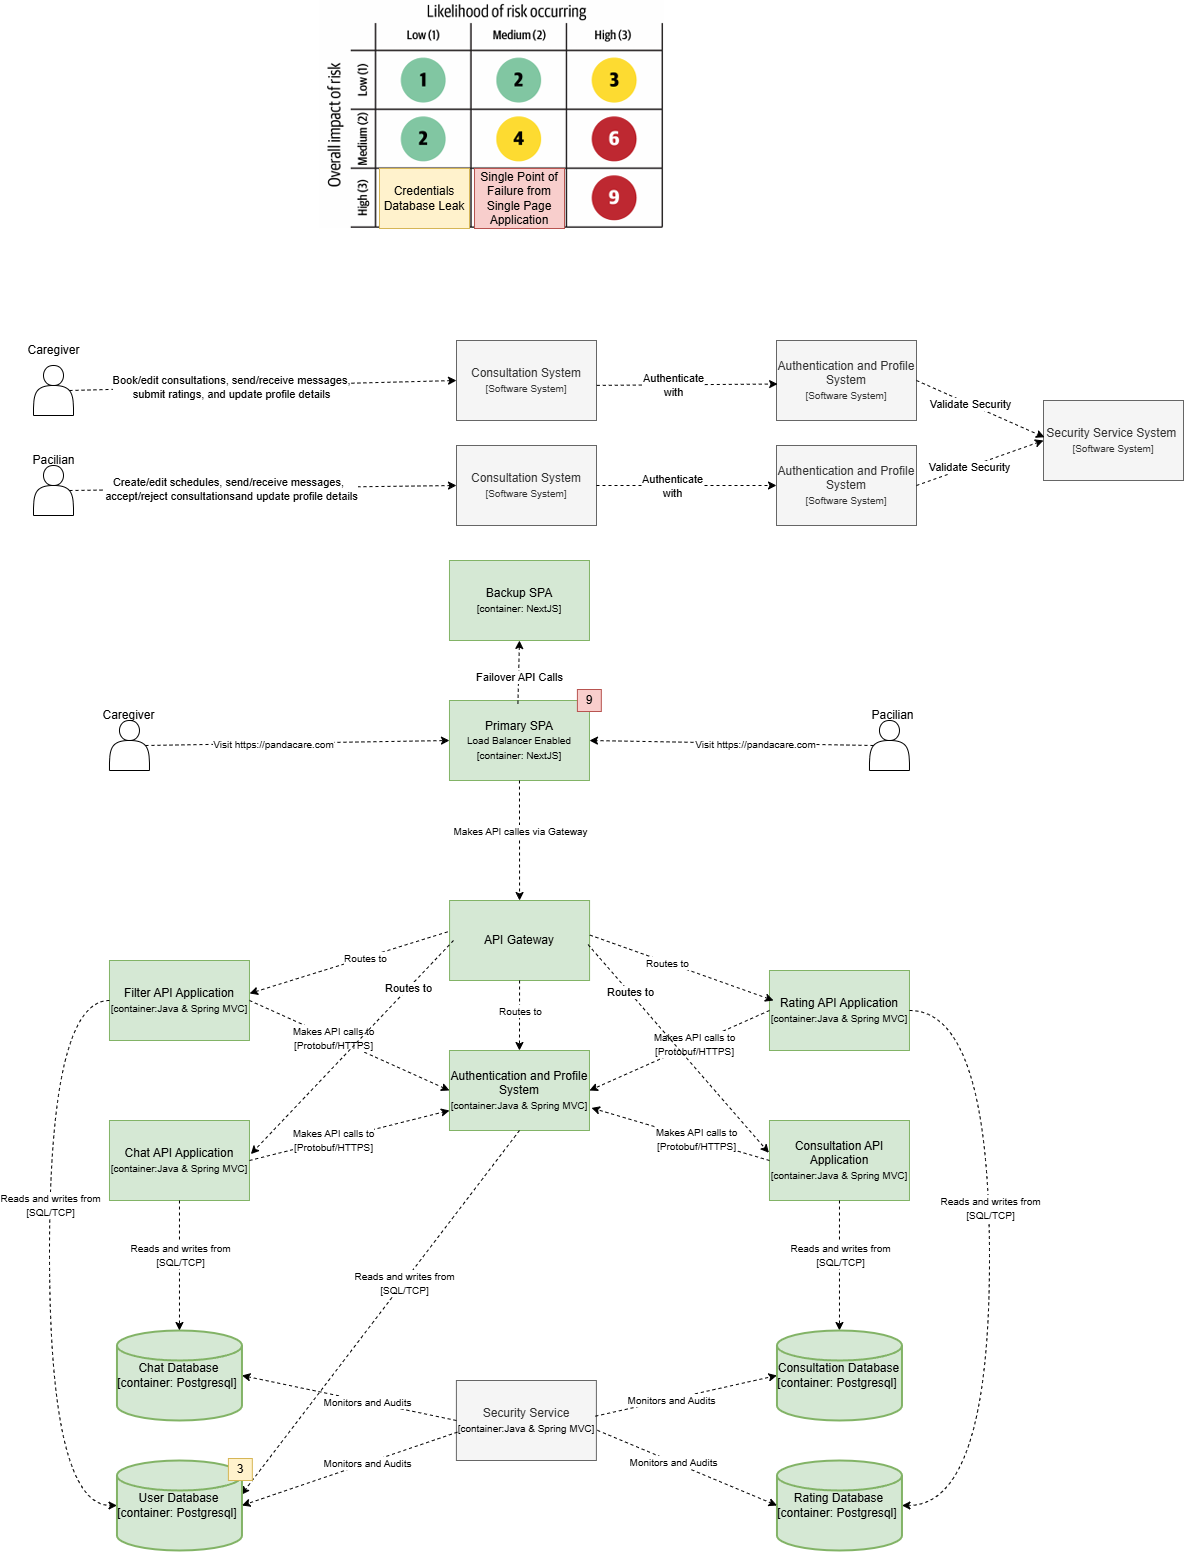 Likelihood of risk occurring
Low (1)
Medium (2)
High (3)
Overall impact of risk
Low (1)
1
2
3
Medium (2)
2
4
6
High (3)
Credentials
Database Leak
Single Point of
Failure from
Single Page
Application
9
Caregiver
Book/edit consultations, send/receive messages,
submit ratings, and update profile details
Consultation System
[Software System]
Authenticate
with
Authentication and Profile
System
[Software System]
Validate Security
Security Service System
[Software System]
Pacilian
Create/edit schedules, send/receive messages,
accept/reject consultationsand update profile details
Consultation System
[Software System]
Authenticate
with
Authentication and Profile
System
[Software System]
Validate Security
Backup SPA
[container: NextJS]
Failover API Calls
9
Primary SPA
Load Balancer Enabled
[container: NextJS]
Caregiver
Visit https://pandacare.com
Pacilian
Visit https://pandacare.com
Makes API calles via Gateway
API Gateway
Routes to
Routes to
Routes to
Routes to
Routes to
Filter API Application
[container:Java & Spring MVC]
Rating API Application
[container:Java & Spring MVC]
Makes API calls to
[Protobuf/HTTPS]
Makes API calls to
[Protobuf/HTTPS]
Authentication and Profile
System
[container:Java & Spring MVC]
Chat API Application
[container:Java & Spring MVC]
Makes API calls to
[Protobuf/HTTPS]
Makes API calls to
[Protobuf/HTTPS]
Consultation API
Application
[container:Java & Spring MVC]
Reads and writes from
[SQL/TCP]
Reads and writes from
[SQL/TCP]
Reads and writes from
[SQL/TCP]
Reads and writes from
[SQL/TCP]
Reads and writes from
[SQL/TCP]
Chat Database
[container: Postgresql]
Consultation Database
[container: Postgresql]
Security Service
[container:Java & Spring MVC]
Monitors and Audits
Monitors and Audits
Monitors and Audits
Monitors and Audits
3
User Database
[container: Postgresql]
Rating Database
[container: Postgresql]